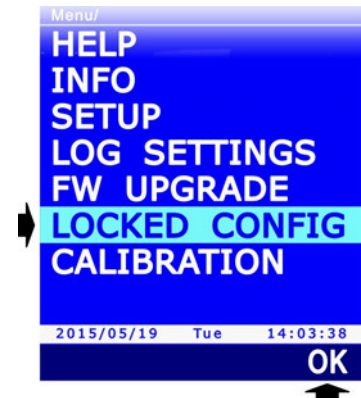 Menu/
HELP
INFO
SETUP
LOG SETTINGS
FW UPGRADE
LOCKED CONFIG
CALIBRATION
2015/05/19 Tue 14:03:38
OK